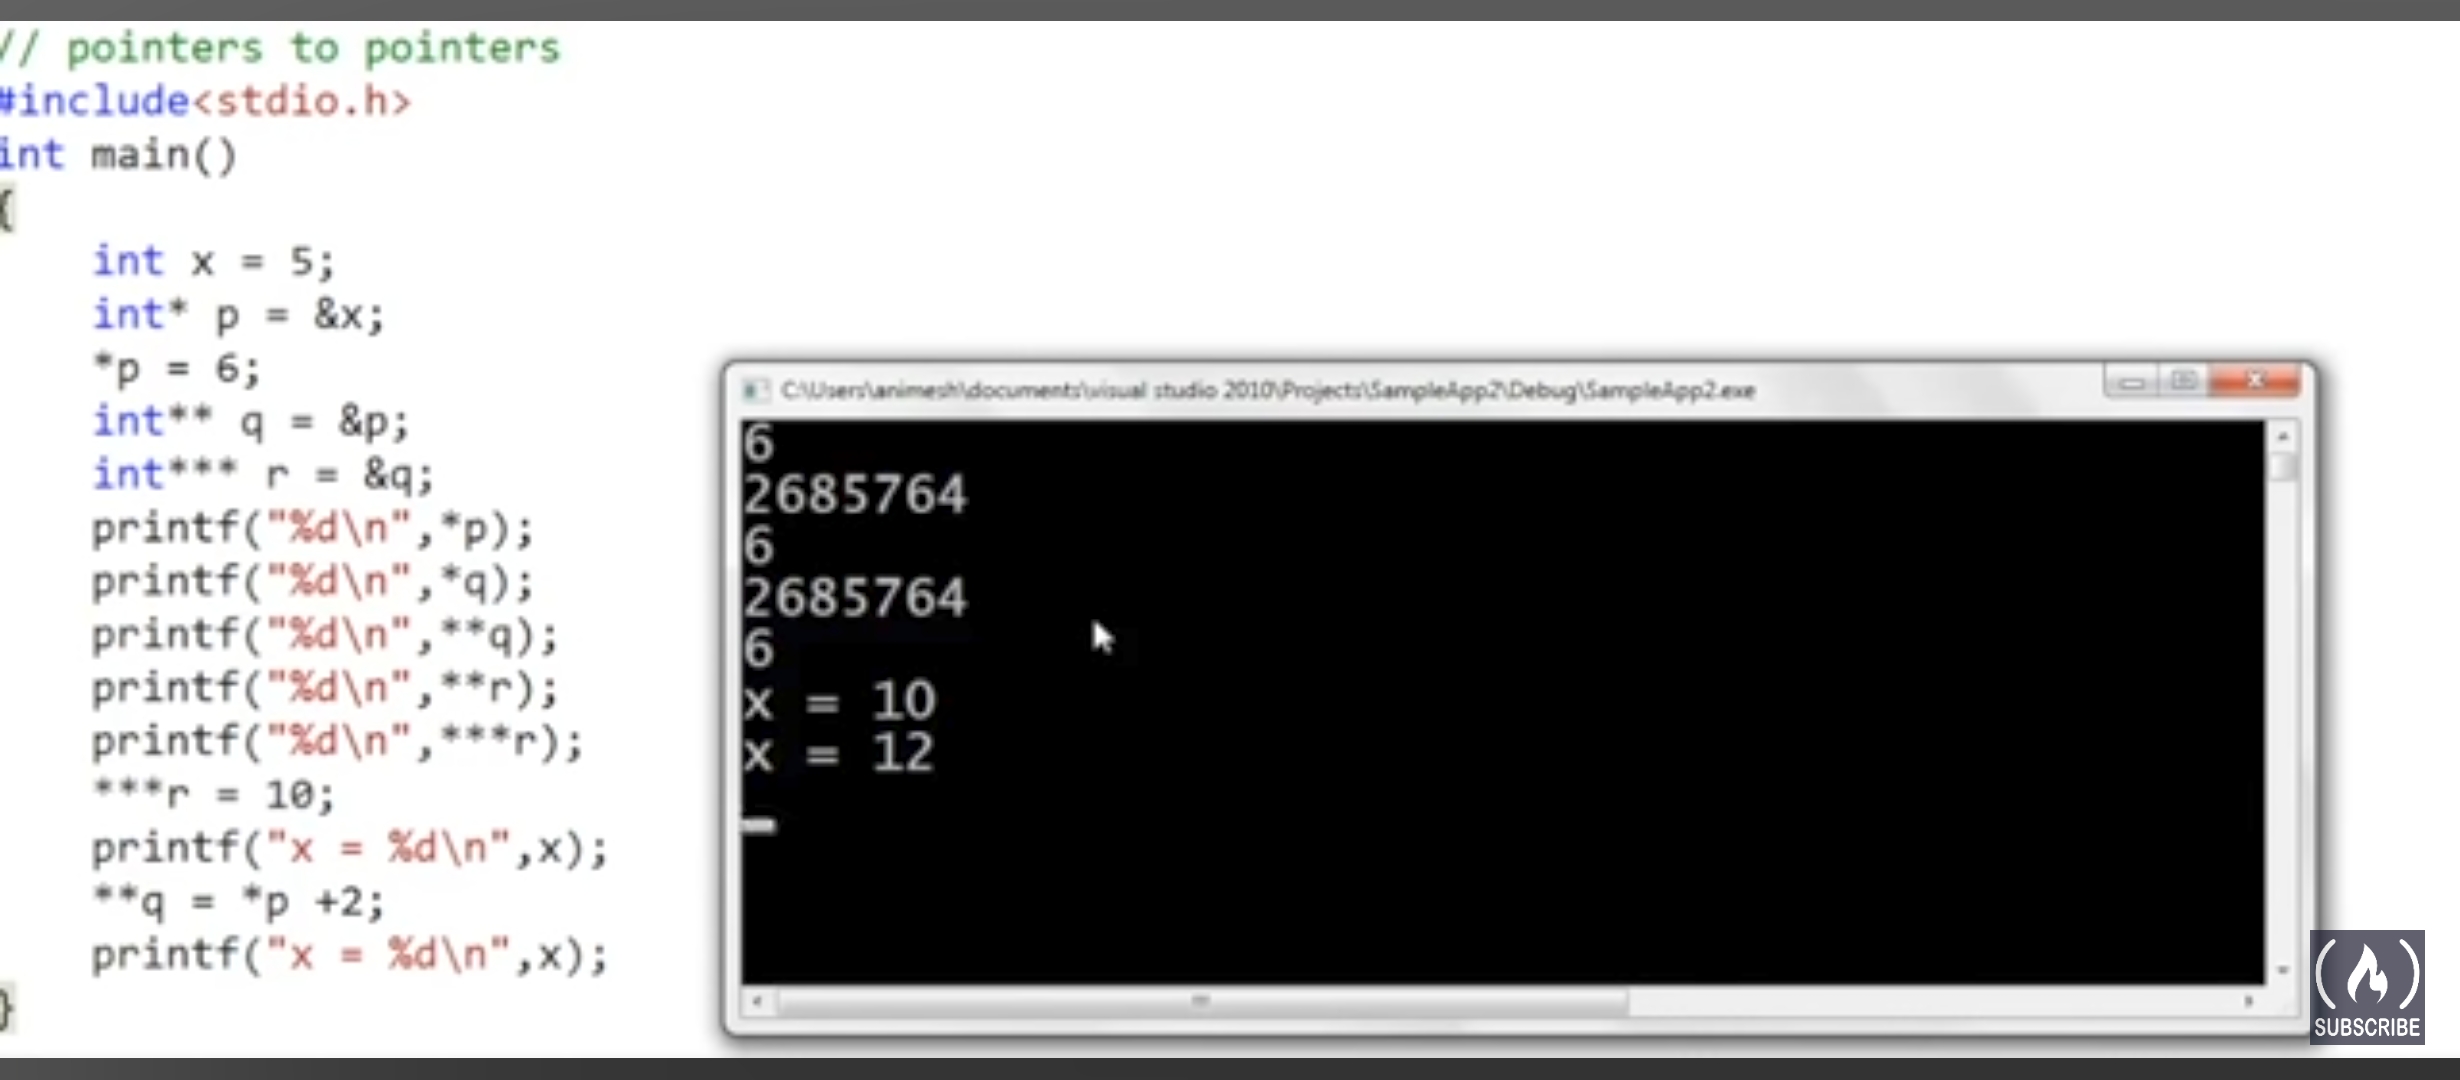 // pointers to pointers
#include<stdio.h>
int main()
{
int x = 5;
int* p = &x;
*p = 6;
int** q = &p;
int*** r = &q;
printf("%d\n",*p);
printf("%d\n",*q);
printf("%d\n",**q);
printf("%d\n",**r);
printf("%d\n",***r);
***r = 10;
printf("x = %d\n",x);
**q = *p +2;
printf("x = %d\n",x);
}
C:\Users\animesh\documents\visual studio 2010\Projects\SampleApp2\Debug\SampleApp2.exe
6
2685764
6
2685764
6
x = 10
x = 12
SUBSCRIBE